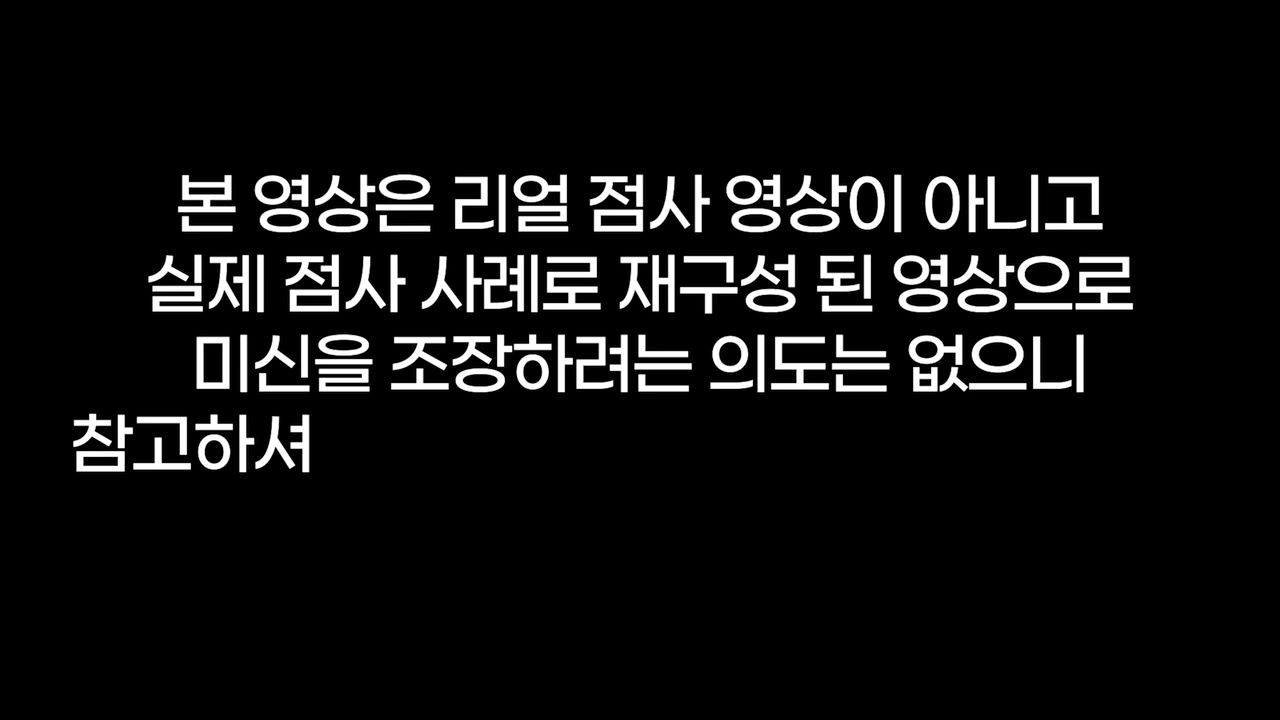 본 영상은 리얼 점사 영상이 아니고
실제 점사 사례로 재구성 된 영상으로
미신을 조장하려는 의도는 없으니
참고하셔